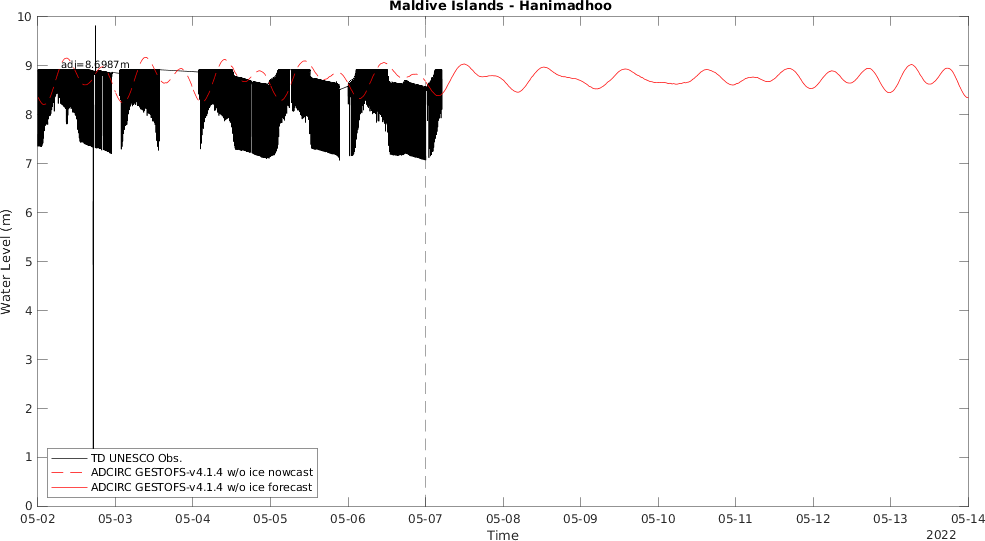 Maldive Islands - Hanimadhoo
Water Level (m)
10
9
8
7
6
5
4
3
2
1
0
adj=8.6987m
TD UNESCO Obs.
ADCIRC GESTOFS-v4.1.4 w/o ice nowcast
ADCIRC GESTOFS-v4.1.4 w/o ice forecast
05-02 05-03 05-04 05-05 05-06 05-07 05-08 05-09 05-10 05-11 05-12 05-13 05-14
Time
2022